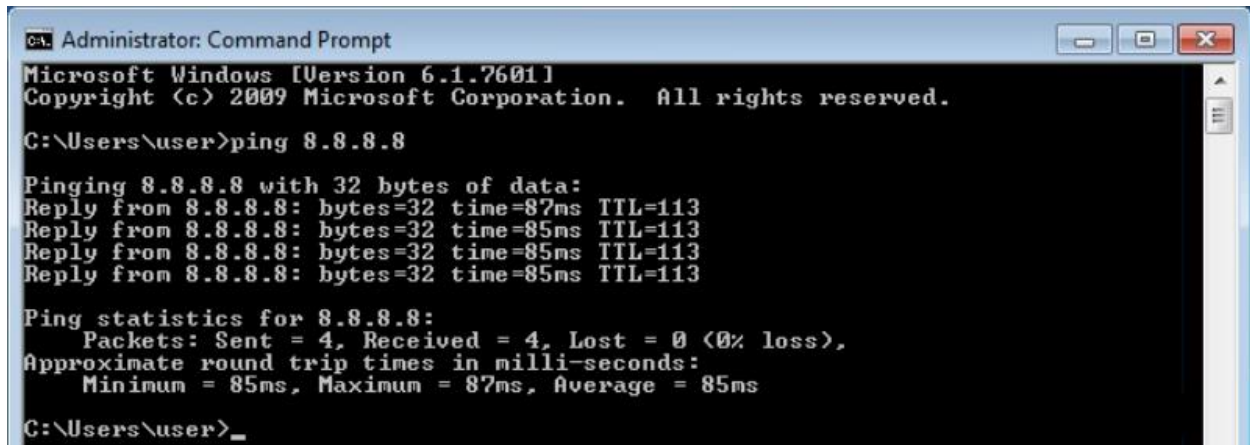 Administrator: Command Prompt
Microsoft Windows [Version 6.1.7601]
Copyright (c) 2009 Microsoft Corporation.  All rights reserved.
C:\Users\user>ping 8.8.8.8
Pinging 8.8.8.8 with 32 bytes of data:
Reply from 8.8.8.8: bytes=32 time=87ms TTL=113
Reply from 8.8.8.8: bytes=32 time=85ms TTL=113
Reply from 8.8.8.8: bytes=32 time=85ms TTL=113
Reply from 8.8.8.8: bytes=32 time=85ms TTL=113
Ping statistics for 8.8.8.8:
    Packets: Sent = 4, Received = 4, Lost = 0 (0% loss),
Approximate round trip times in milli-seconds:
    Minimum = 85ms, Maximum = 87ms, Average = 85ms
C:\Users\user>_